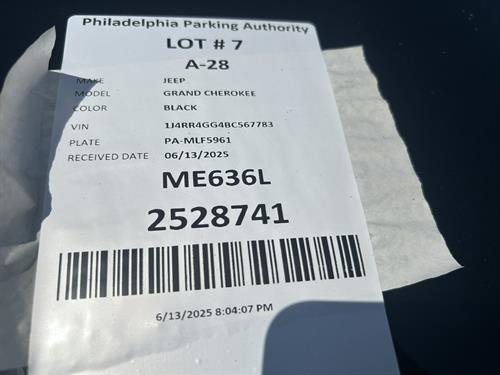 Philadelphia Parking Authority
LOT # 7
A-28
MAKE JEEP
MODEL GRAND CHEROKEE
COLOR BLACK
VIN 1J4RR4GG4BC567783
PLATE PA-MLF5961
RECEIVED DATE 06/13/2025
ME636L
2528741
6/13/2025 8:04:07 PM